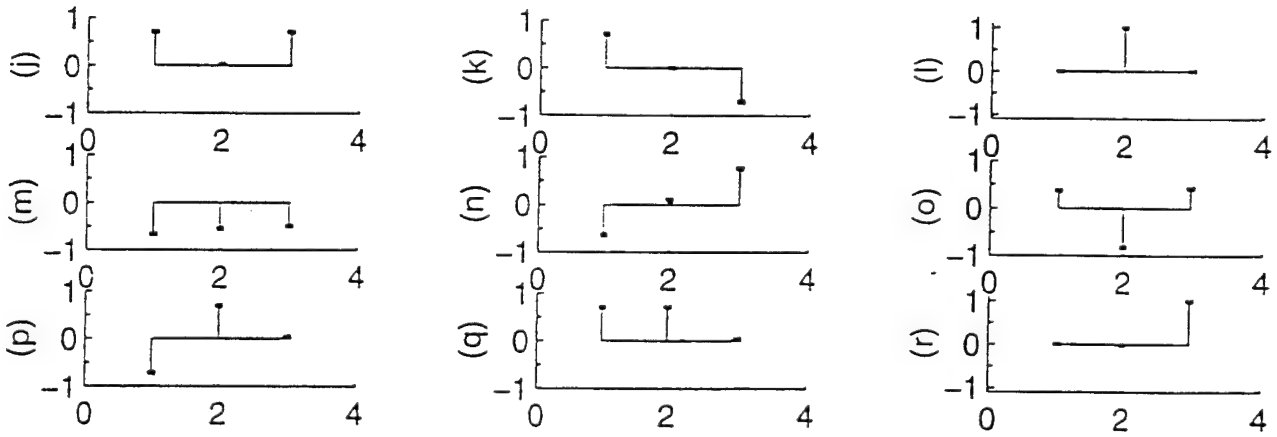 (j) 1 0 −1 0 2 4
(k) 1 0 −1 0 2 4
(l) 1 0 −1 0 2 4
(m) 1 0 −1 0 2 4
(n) 1 0 −1 0 2 4
(o) 1 0 −1 0 2 4
(p) 1 0 −1 0 2 4
(q) 1 0 −1 0 2 4
(r) 1 0 −1 0 2 4